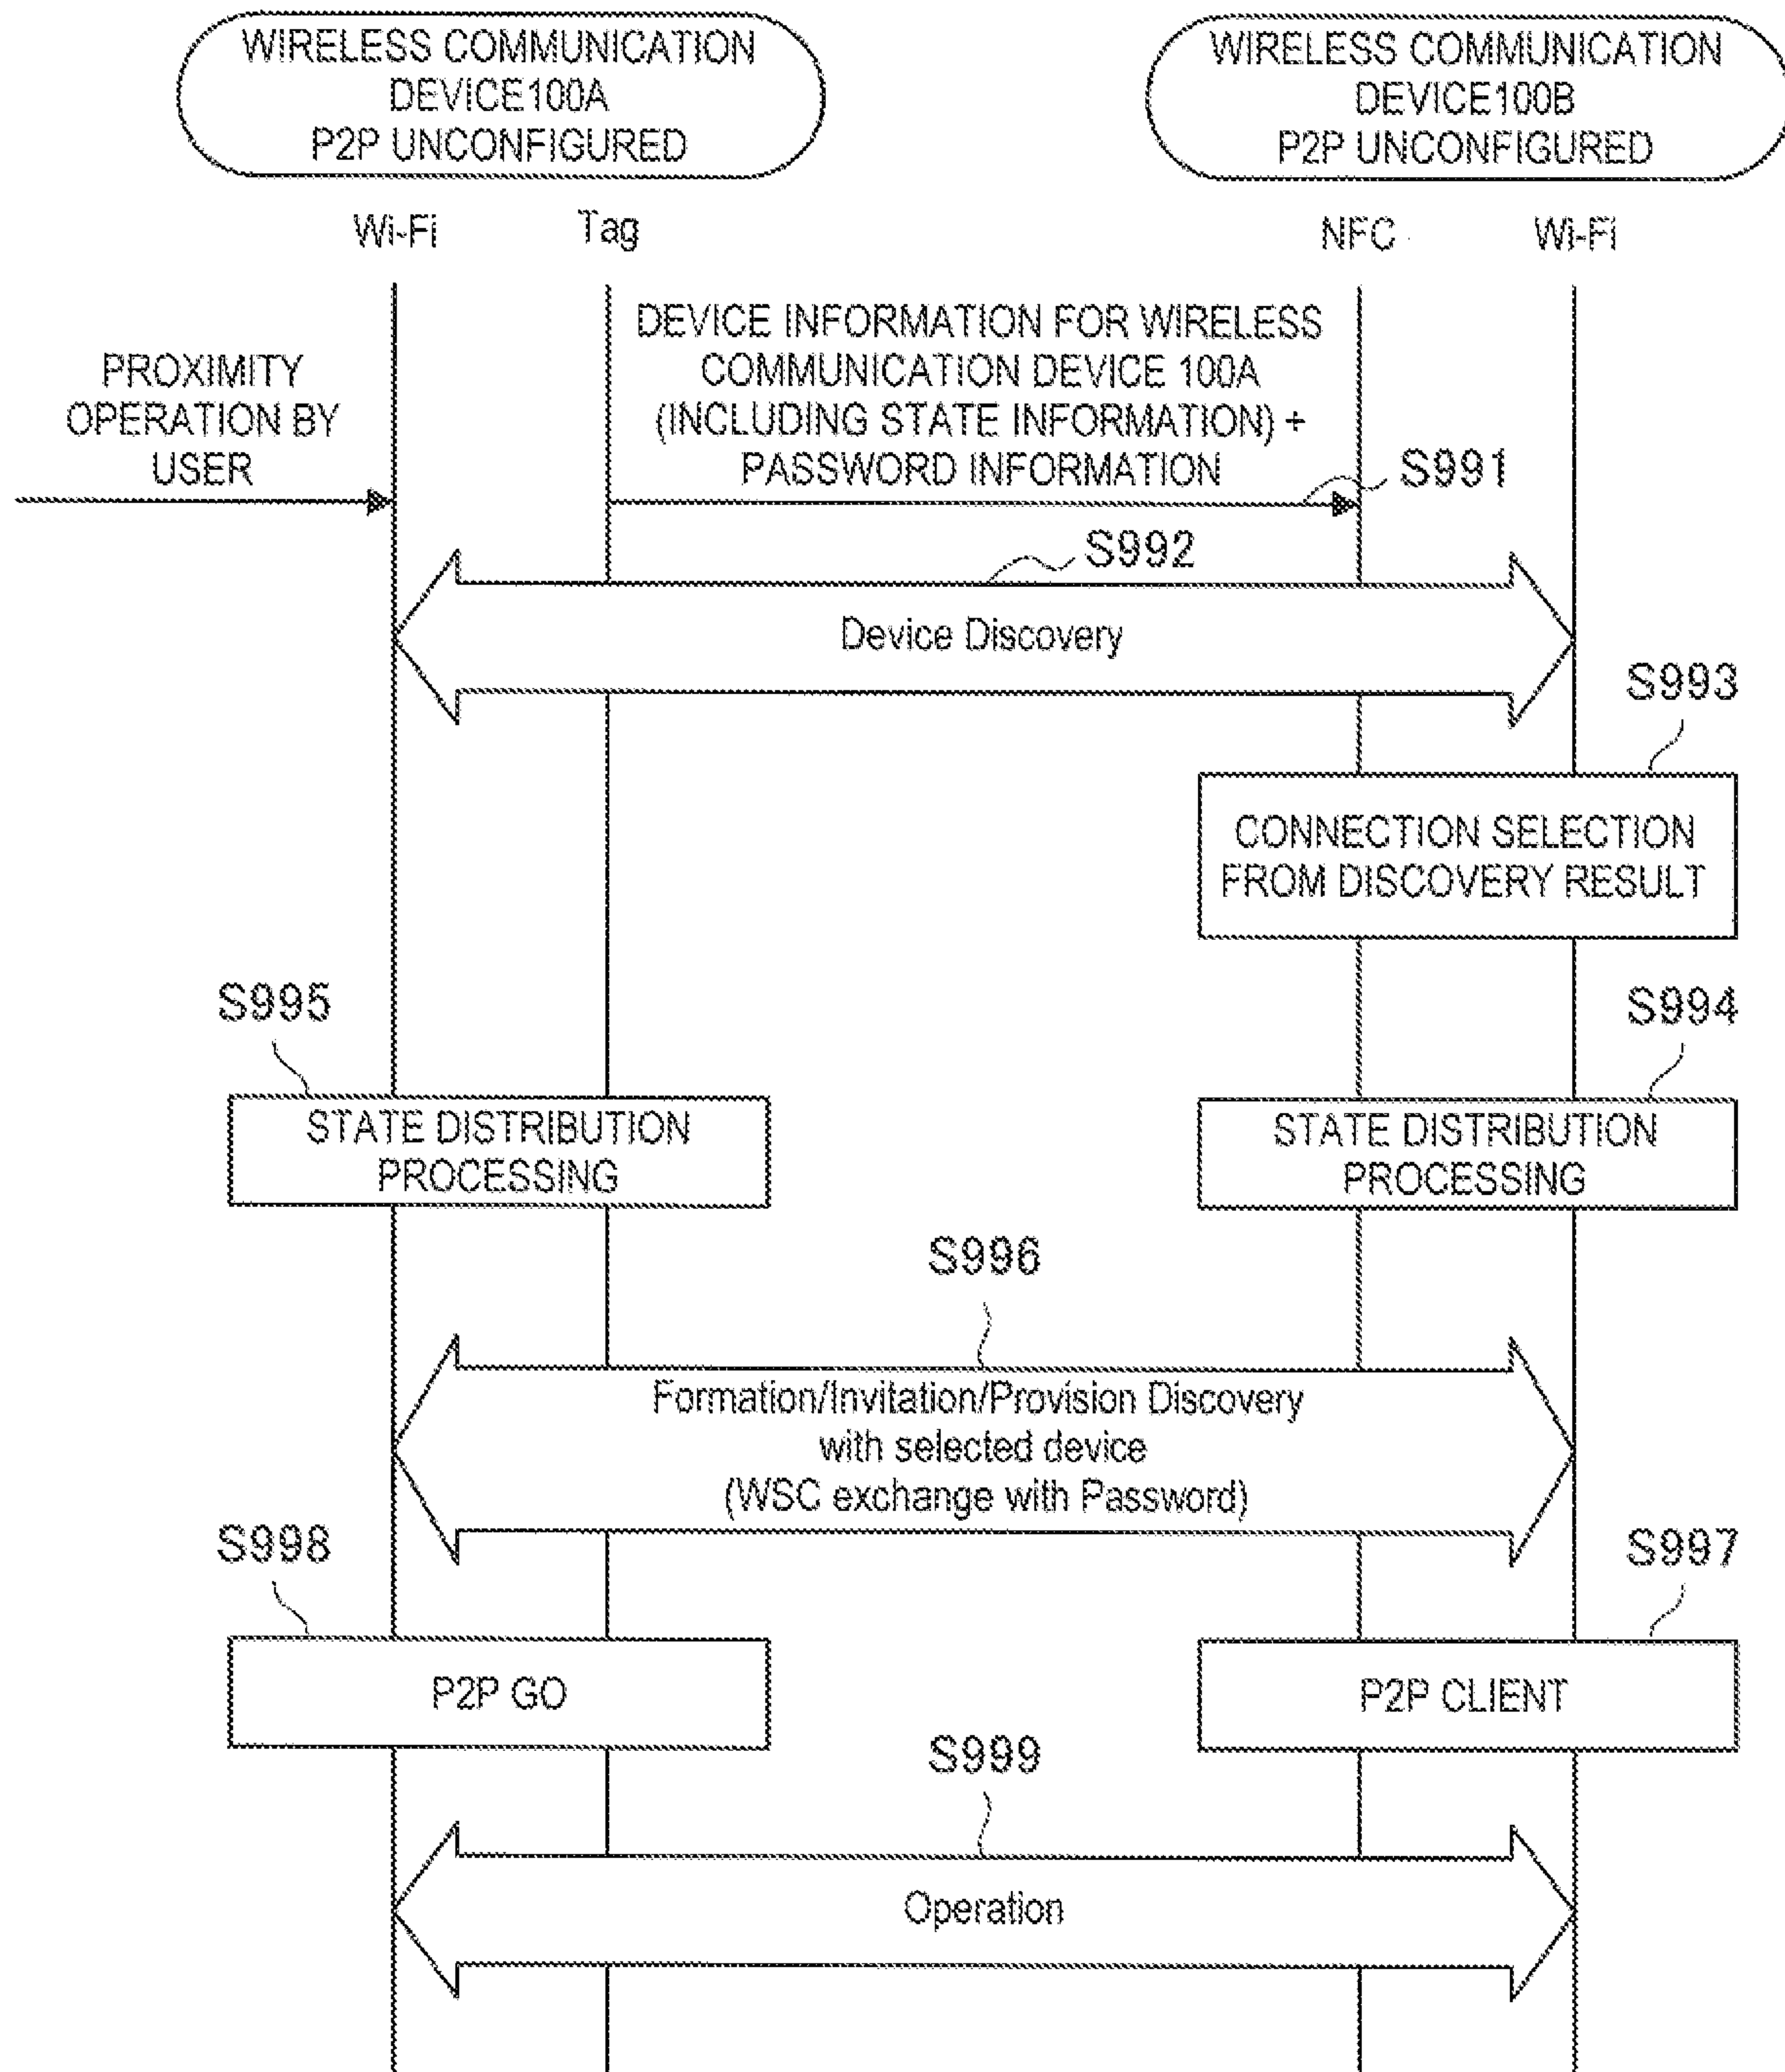 WIRELESS COMMUNICATION
DEVICE100A
P2P UNCONFIGURED
WIRELESS COMMUNICATION
DEVICE100B
P2P UNCONFIGURED
Wi-Fi
Tag
NFC
Wi-Fi
PROXIMITY
OPERATION BY
USER
DEVICE INFORMATION FOR WIRELESS
COMMUNICATION DEVICE 100A
(INCLUDING STATE INFORMATION) +
PASSWORD INFORMATION
S991
S992
Device Discovery
S993
CONNECTION SELECTION
FROM DISCOVERY RESULT
S995
S994
STATE DISTRIBUTION
PROCESSING
STATE DISTRIBUTION
PROCESSING
S996
Formation/Invitation/Provision Discovery
with selected device
(WSC exchange with Password)
S998
S997
P2P GO
P2P CLIENT
S999
Operation